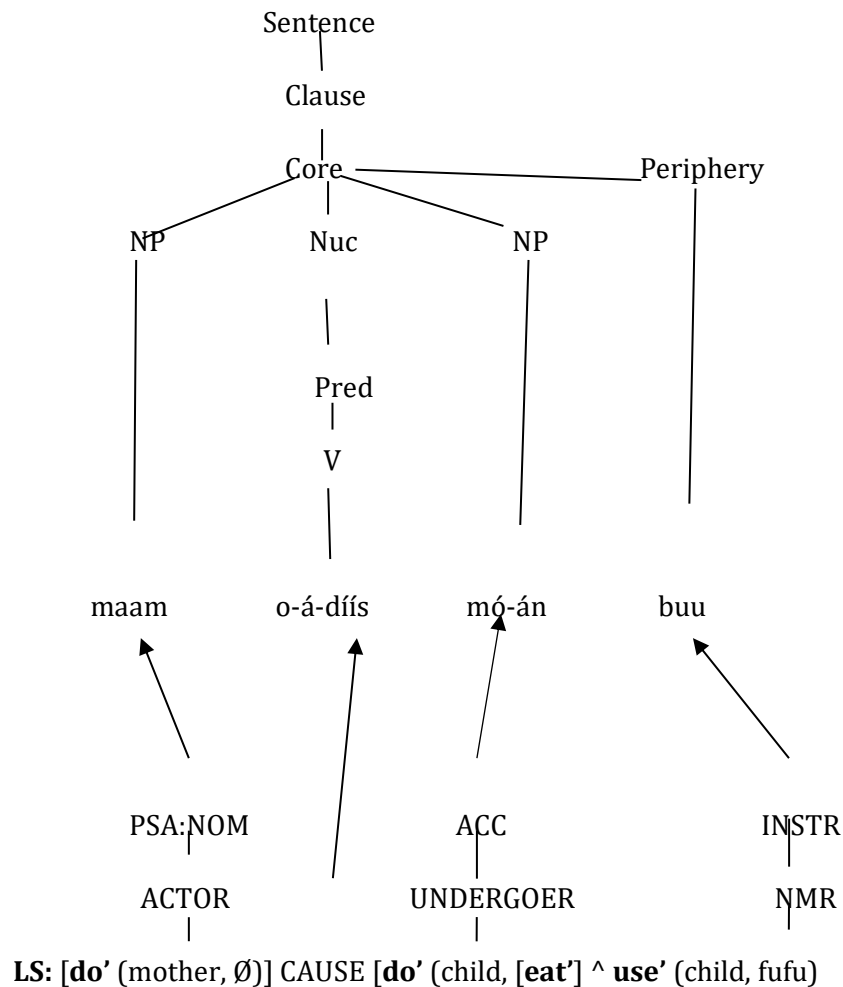 Sentence
Clause
Core Periphery
NP Nuc NP
Pred
V
maam o-á-díís mó-án buu
PSA:NOM ACC INSTR
ACTOR UNDERGOER NMR
LS: [do’ (mother, Ø)] CAUSE [do’ (child, [eat’] ^ use’ (child, fufu)